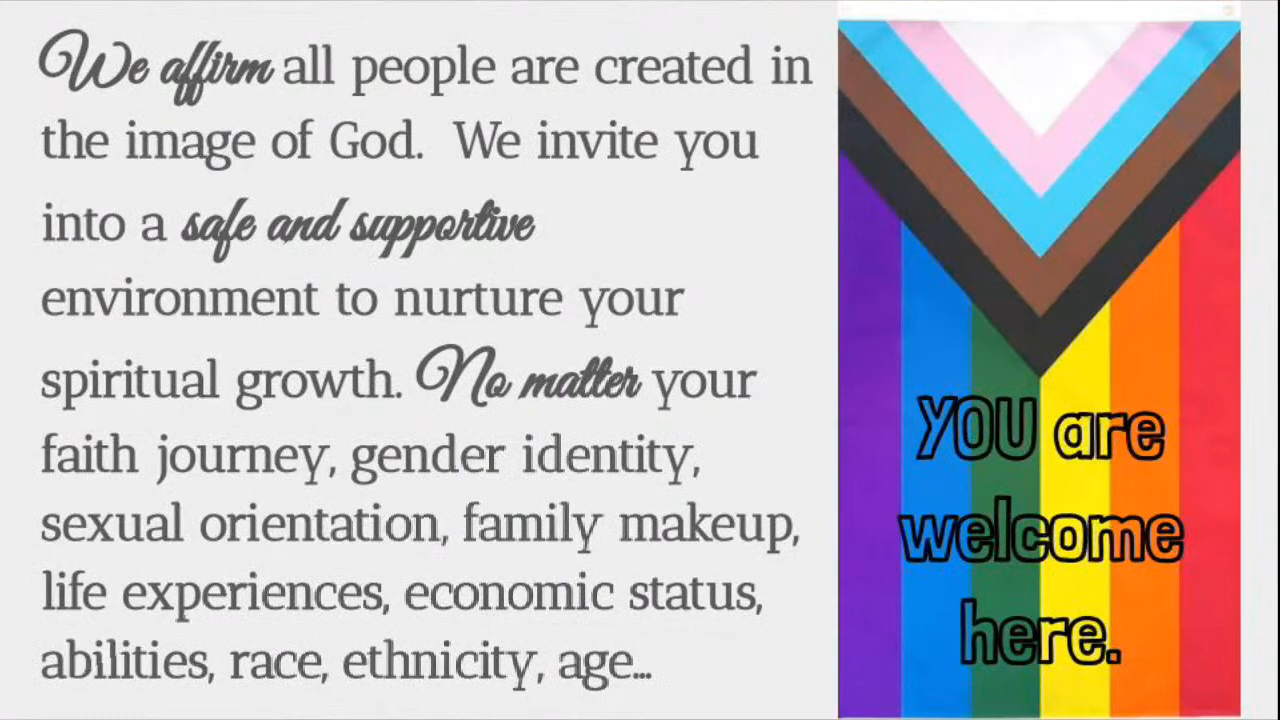 We affirm all people are created in
the image of God. We invite you
into a safe and supportive
environment to nurture your
spiritual growth. No matter your
faith journey, gender identity,
sexual orientation, family makeup,
life experiences, economic status,
abilities, race, ethnicity, age...
YOU are
welcome
here.